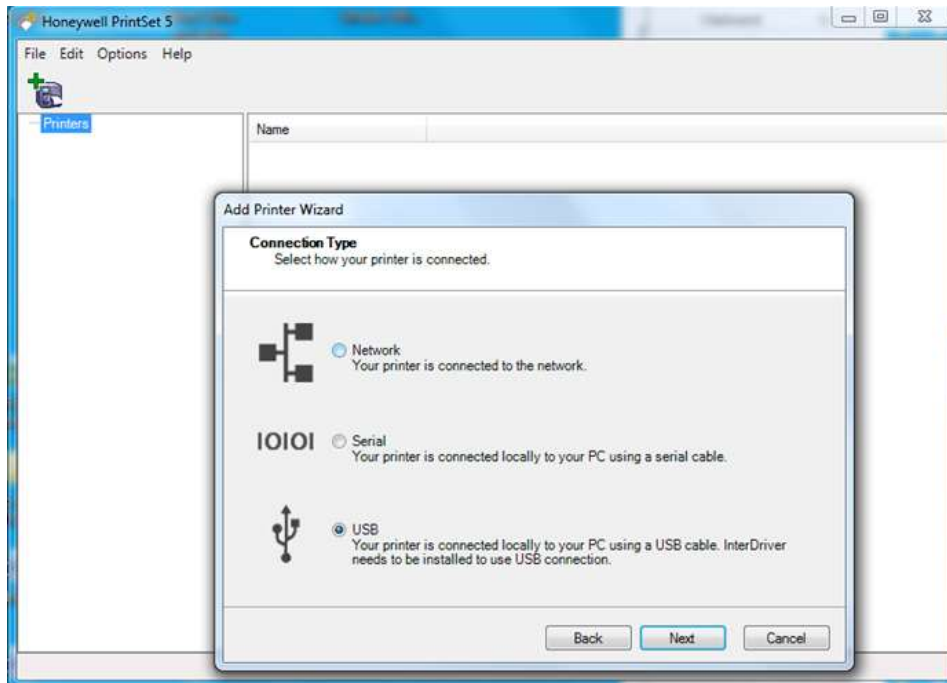 Honeywell PrintSet 5
File Edit Options Help
Printers
Name
Add Printer Wizard
Connection Type
Select how your printer is connected.
Network
Your printer is connected to the network.
IOIOI
Serial
Your printer is connected locally to your PC using a serial cable.
USB
Your printer is connected locally to your PC using a USB cable. InterDriver
needs to be installed to use USB connection.
Back Next Cancel